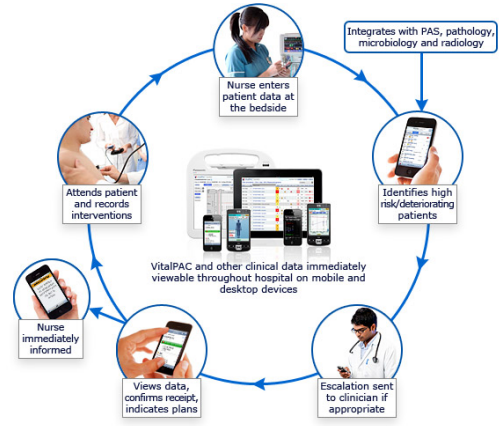 Integrates with PAS, pathology,
microbiology and radiology
Nurse enters
patient data at
the bedside
Identifies high
risk/deteriorating
patients
Escalation sent
to clinician if
appropriate
Views data,
confirms receipt,
indicates plans
Nurse
immediately
informed
Attends patient
and records
interventions
VitalPAC and other clinical data immediately
viewable throughout hospital on mobile and
desktop devices